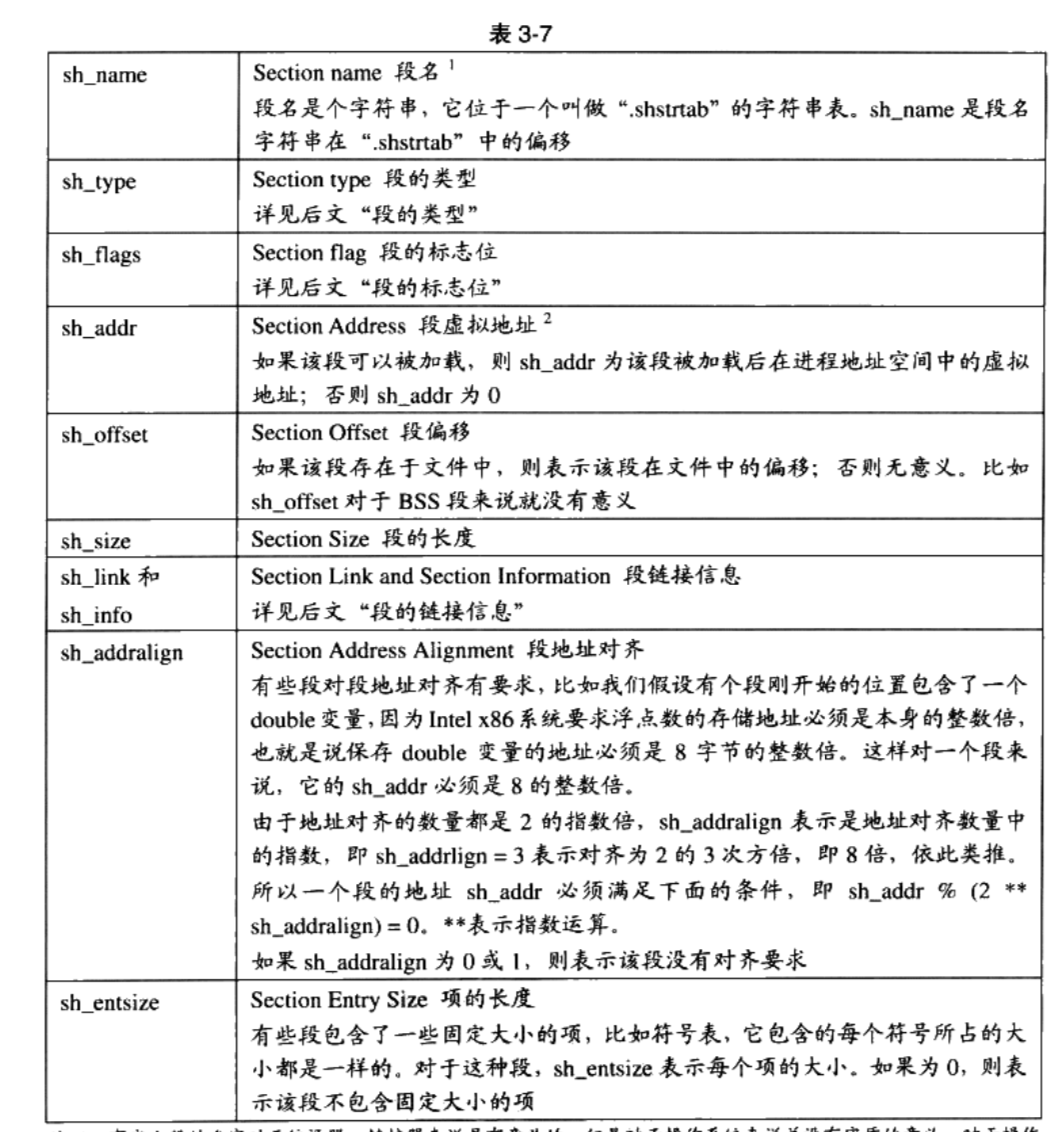 表 3-7
sh_name
Section name 段名 1
段名是个字符串，它位于一个叫做“.shstrtab”的字符串表。sh_name 是段名
字符串在“.shstrtab”中的偏移
sh_type
Section type 段的类型
详见后文“段的类型”
sh_flags
Section flag 段的标志位
详见后文“段的标志位”
sh_addr
Section Address 段虚拟地址 2
如果该段可以被加载，则 sh_addr 为该段被加载后在进程地址空间中的虚拟
地址；否则 sh_addr 为 0
sh_offset
Section Offset 段偏移
如果该段存在于文件中，则表示该段在文件中的偏移；否则无意义。比如
sh_offset 对于 BSS 段来说就没有意义
sh_size
Section Size 段的长度
sh_link 和
sh_info
Section Link and Section Information 段链接信息
详见后文“段的链接信息”
sh_addralign
Section Address Alignment 段地址对齐
有些段对段地址对齐有要求，比如我们假设有个段刚开始的位置包含了一个
double 变量，因为 Intel x86 系统要求浮点数的存储地址必须是本身的整数倍，
也就是说保存 double 变量的地址必须是 8 字节的整数倍。这样对一个段来
说，它的 sh_addr 必须是 8 的整数倍。
由于地址对齐的数量都是 2 的指数倍，sh_addralign 表示是地址对齐数量中
的指数，即 sh_addrlign = 3 表示对齐为 2 的 3 次方倍，即 8 倍，依此类推。
所以一个段的地址 sh_addr 必须满足下面的条件，即 sh_addr % (2 **
sh_addralign) = 0。**表示指数运算。
如果 sh_addralign 为 0 或 1，则表示该段没有对齐要求
sh_entsize
Section Entry Size 项的长度
有些段包含了一些固定大小的项，比如符号表，它包含的每个符号所占的大
小都是一样的。对于这种段，sh_entsize 表示每个项的大小。如果为 0，则表
示该段不包含固定大小的项